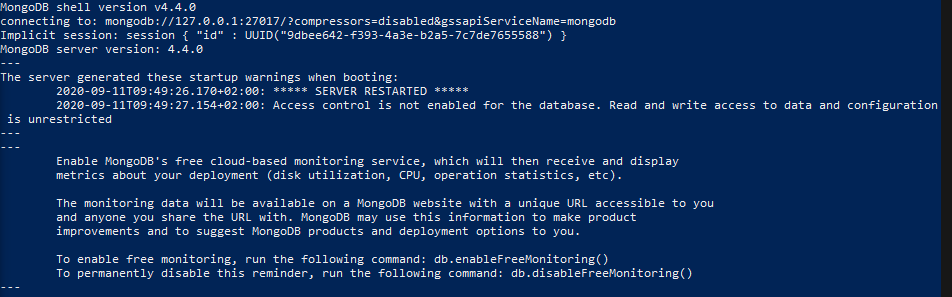 MongoDB shell version v4.4.0
connecting to: mongodb://127.0.0.1:27017/?compressors=disabled&gssapiServiceName=mongodb
Implicit session: session { "id" : UUID("9dbee642-f393-4a3e-b2a5-7c7de7655588") }
MongoDB server version: 4.4.0
---
The server generated these startup warnings when booting:
        2020-09-11T09:49:26.170+02:00: ***** SERVER RESTARTED *****
        2020-09-11T09:49:27.154+02:00: Access control is not enabled for the database. Read and write access to data and configuration
 is unrestricted
---
---
        Enable MongoDB's free cloud-based monitoring service, which will then receive and display
        metrics about your deployment (disk utilization, CPU, operation statistics, etc).

        The monitoring data will be available on a MongoDB website with a unique URL accessible to you
        and anyone you share the URL with. MongoDB may use this information to make product
        improvements and to suggest MongoDB products and deployment options to you.

        To enable free monitoring, run the following command: db.enableFreeMonitoring()
        To permanently disable this reminder, run the following command: db.disableFreeMonitoring()
---